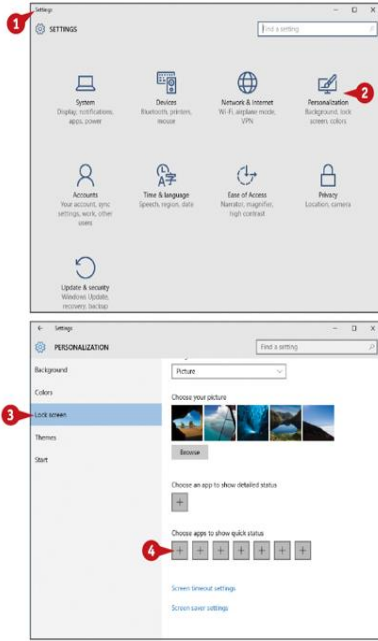 1
Settings
SETTINGS
Find a setting
2
System
Display, notifications,
apps, power
Devices
Bluetooth, printers,
mouse
Network & Internet
Wi-Fi, airplane mode,
VPN
Personalization
Background, lock
screen, colors
Accounts
Your account, sync
settings, work, other
users
Time & language
Speech, region, date
Ease of Access
Narrator, magnifier,
high contrast
Privacy
Location, camera
Update & security
Windows Update,
recovery, backup
Settings
PERSONALIZATION
Find a setting
Background
Colors
3
Lock screen
Themes
Start
Picture
Choose your picture
Browse
Choose an app to show detailed status
Choose apps to show quick status
4
Screen timeout settings
Screen saver settings